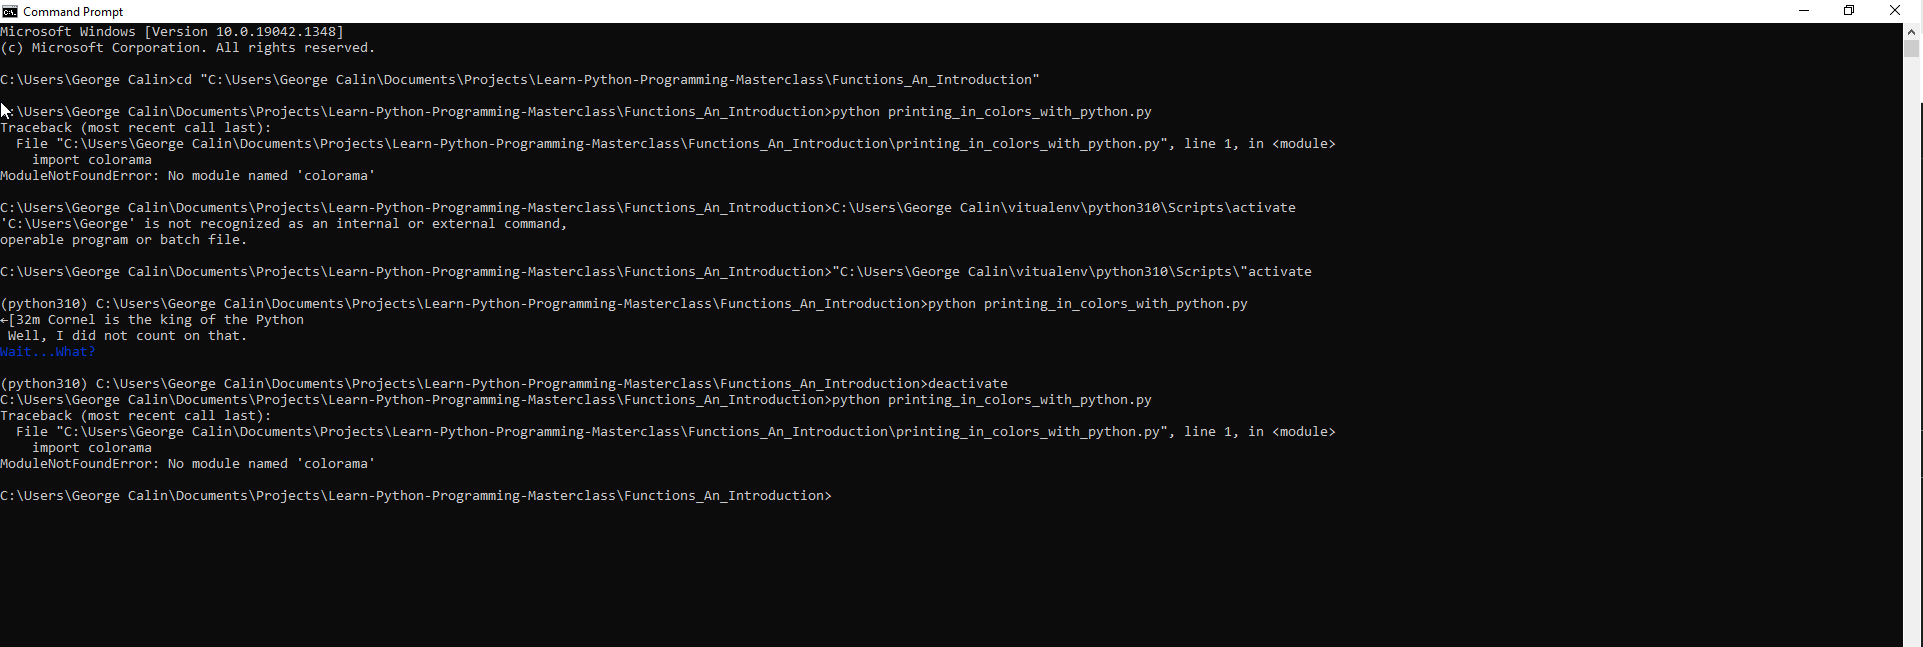 Command Prompt
Microsoft Windows [Version 10.0.19042.1348]
(c) Microsoft Corporation. All rights reserved.
C:\Users\George Calin>cd "C:\Users\George Calin\Documents\Projects\Learn-Python-Programming-Masterclass\Functions_An_Introduction"
:\Users\George Calin\Documents\Projects\Learn-Python-Programming-Masterclass\Functions_An_Introduction>python printing_in_colors_with_python.py
Traceback (most recent call last):
  File "C:\Users\George Calin\Documents\Projects\Learn-Python-Programming-Masterclass\Functions_An_Introduction\printing_in_colors_with_python.py", line 1, in <module>
    import colorama
ModuleNotFoundError: No module named 'colorama'
C:\Users\George Calin\Documents\Projects\Learn-Python-Programming-Masterclass\Functions_An_Introduction>C:\Users\George Calin\vitualenv\python310\Scripts\activate
'C:\Users\George' is not recognized as an internal or external command,
operable program or batch file.
C:\Users\George Calin\Documents\Projects\Learn-Python-Programming-Masterclass\Functions_An_Introduction>"C:\Users\George Calin\vitualenv\python310\Scripts\"activate
(python310) C:\Users\George Calin\Documents\Projects\Learn-Python-Programming-Masterclass\Functions_An_Introduction>python printing_in_colors_with_python.py
←[32m Cornel is the king of the Python
 Well, I did not count on that.
Wait...What?
(python310) C:\Users\George Calin\Documents\Projects\Learn-Python-Programming-Masterclass\Functions_An_Introduction>deactivate
C:\Users\George Calin\Documents\Projects\Learn-Python-Programming-Masterclass\Functions_An_Introduction>python printing_in_colors_with_python.py
Traceback (most recent call last):
  File "C:\Users\George Calin\Documents\Projects\Learn-Python-Programming-Masterclass\Functions_An_Introduction\printing_in_colors_with_python.py", line 1, in <module>
    import colorama
ModuleNotFoundError: No module named 'colorama'
C:\Users\George Calin\Documents\Projects\Learn-Python-Programming-Masterclass\Functions_An_Introduction>